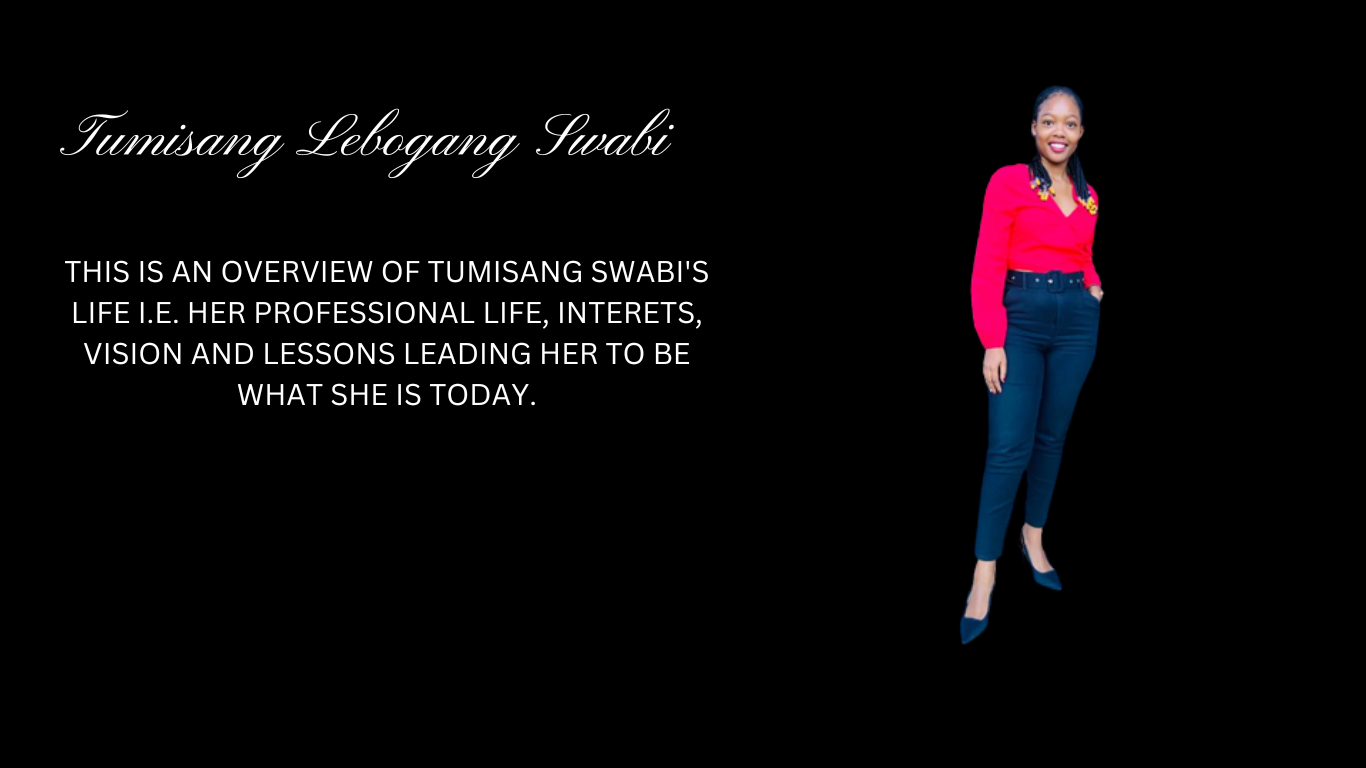 Tumisang Lebogang Swabi
THIS IS AN OVERVIEW OF TUMISANG SWABI'S
LIFE I.E. HER PROFESSIONAL LIFE, INTERETS,
VISION AND LESSONS LEADING HER TO BE
WHAT SHE IS TODAY.